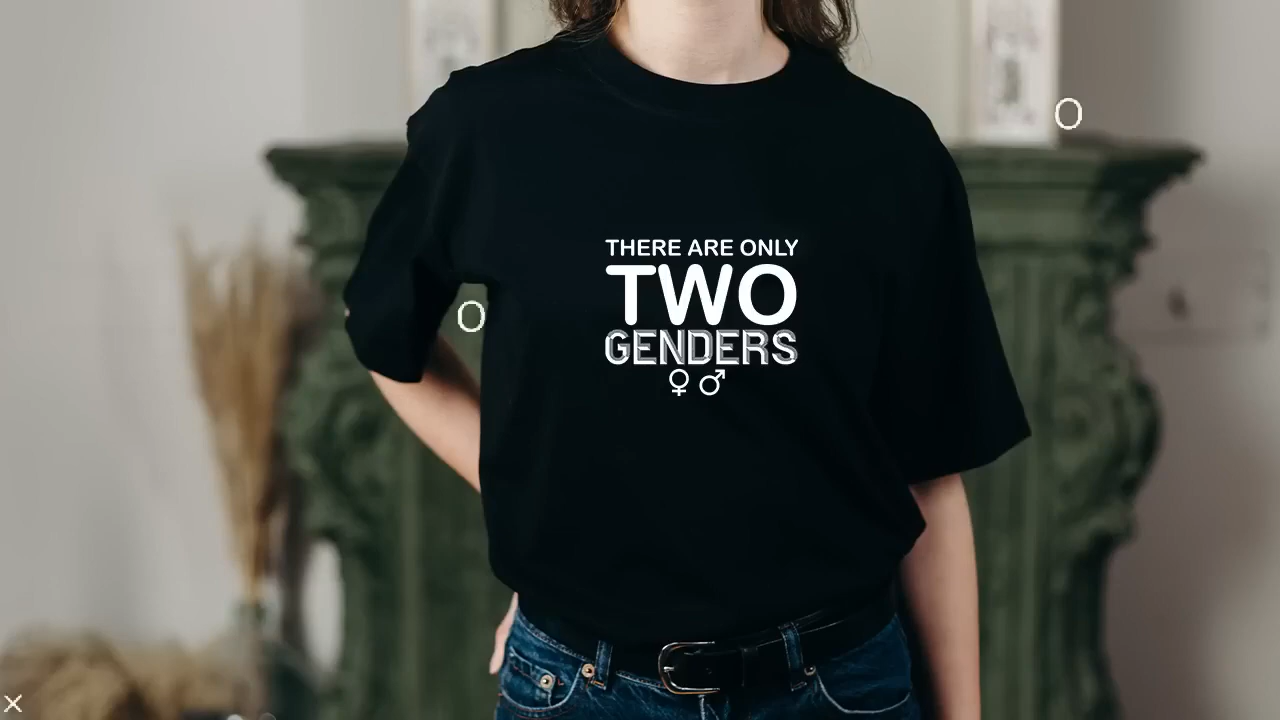 O
THERE ARE ONLY
TWO
O
GENDERS
♀ ♂
×